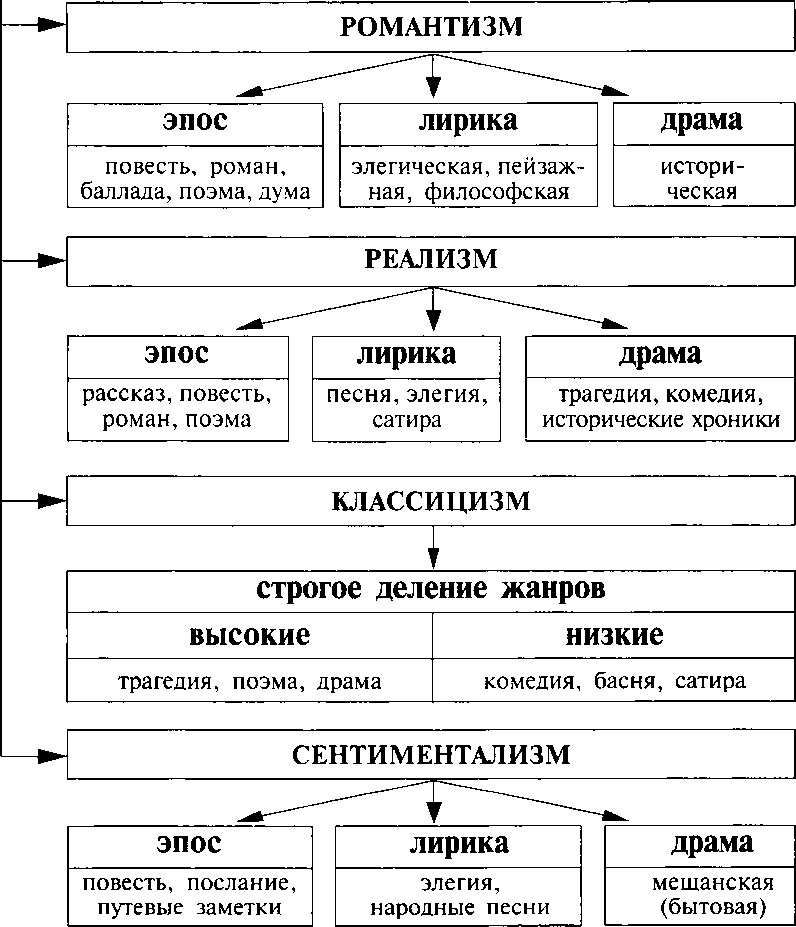 РОМАНТИЗМ
эпос
повесть, роман,
баллада, поэма, дума
лирика
элегическая, пейзаж-
ная, философская
драма
истори-
ческая
РЕАЛИЗМ
эпос
рассказ, повесть,
роман, поэма
лирика
песня, элегия,
сатира
драма
трагедия, комедия,
исторические хроники
КЛАССИЦИЗМ
строгое деление жанров
высокие
трагедия, поэма, драма
низкие
комедия, басня, сатира
СЕНТИМЕНТАЛИЗМ
эпос
повесть, послание,
путевые заметки
лирика
элегия,
народные песни
драма
мещанская
(бытовая)